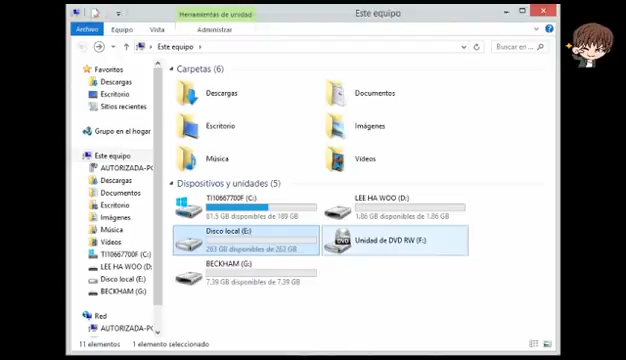 Herramientas de unidad
Este equipo
Archivo
Equipo
Vista
Administrar
Este equipo
Buscar en ...
Favoritos
Descargas
Escritorio
Sitios recientes
Grupo en el hogar
Este equipo
AUTORIZADA-PC
Descargas
Documentos
Escritorio
Imágenes
Música
Vídeos
TI10667700F (C:)
LEE HA WOO (D:)
Disco local (E:)
BECKHAM (G:)
Red
AUTORIZADA-PC
Carpetas (6)
Descargas
Documentos
Escritorio
Imágenes
Música
Vídeos
Dispositivos y unidades (5)
TI10667700F (C:)
81.5 GB disponibles de 189 GB
LEE HA WOO (D:)
1.86 GB disponibles de 1.86 GB
Disco local (E:)
263 GB disponibles de 263 GB
DVD
Unidad de DVD RW (F:)
BECKHAM (G:)
7.39 GB disponibles de 7.39 GB
11 elementos
1 elemento seleccionado